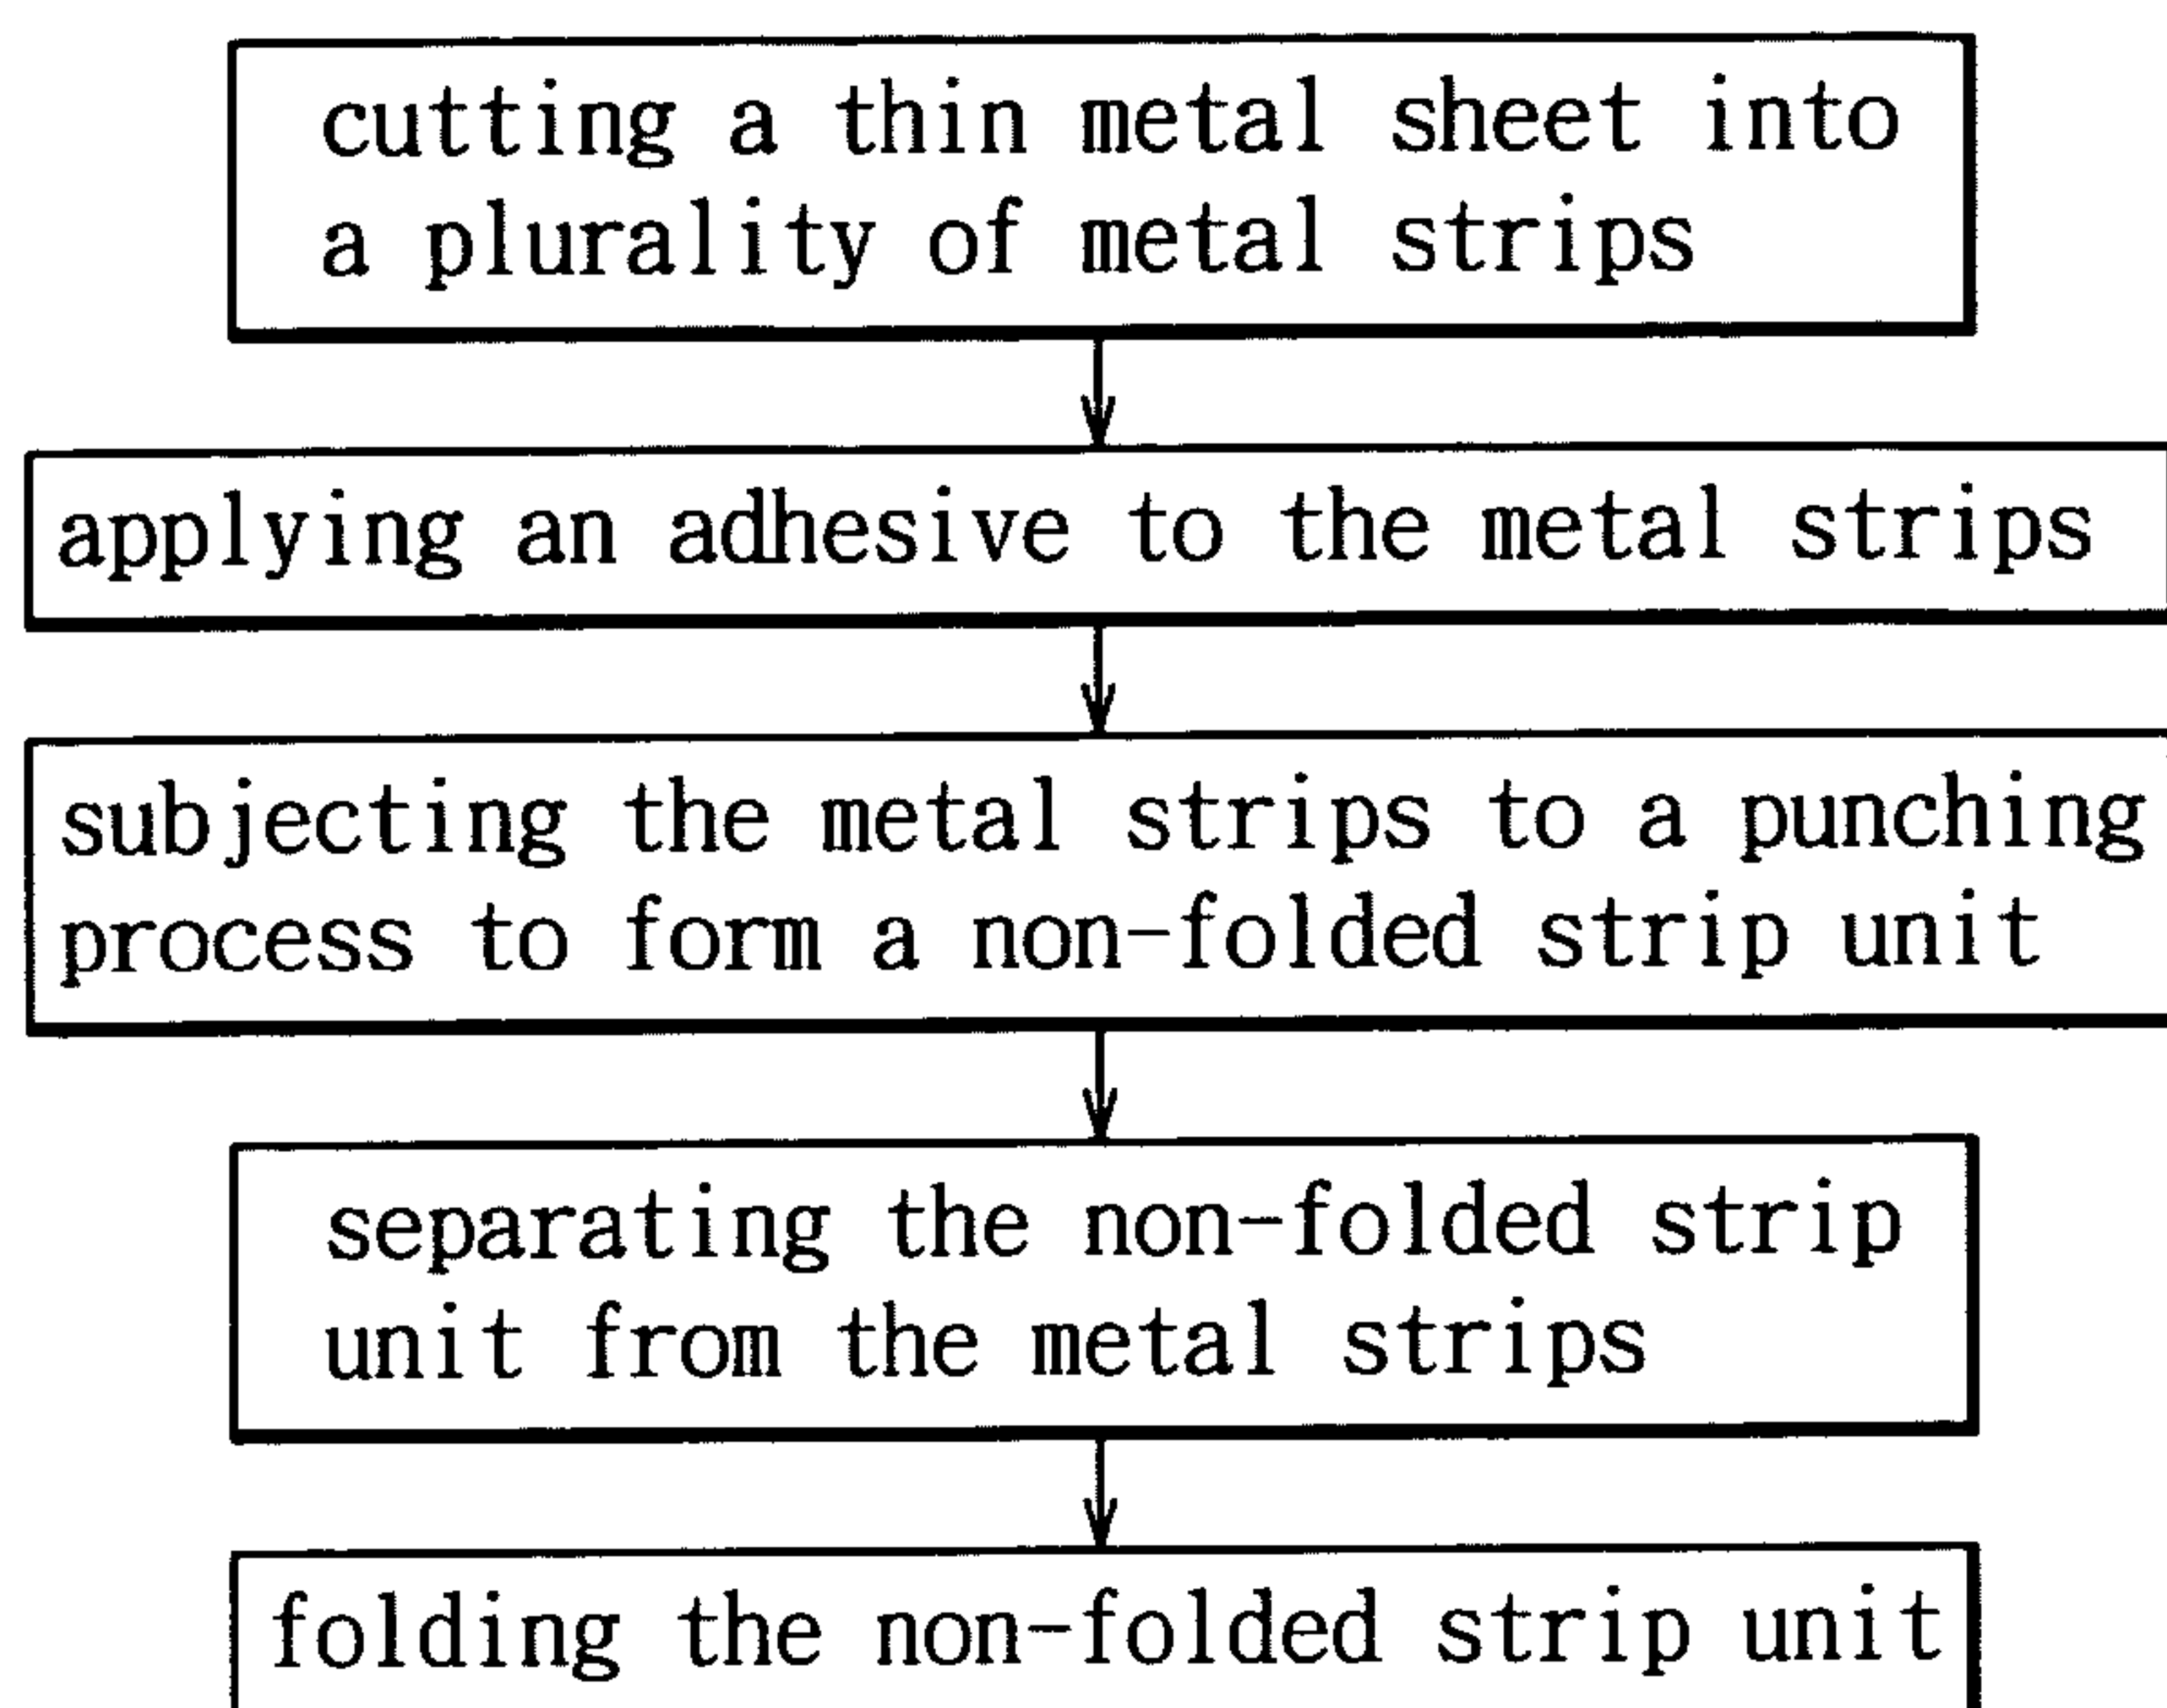 cutting a thin metal sheet into
a plurality of metal strips
applying an adhesive to the metal strips
subjecting the metal strips to a punching
process to form a non-folded strip unit
separating the non-folded strip
unit from the metal strips
folding the non-folded strip unit